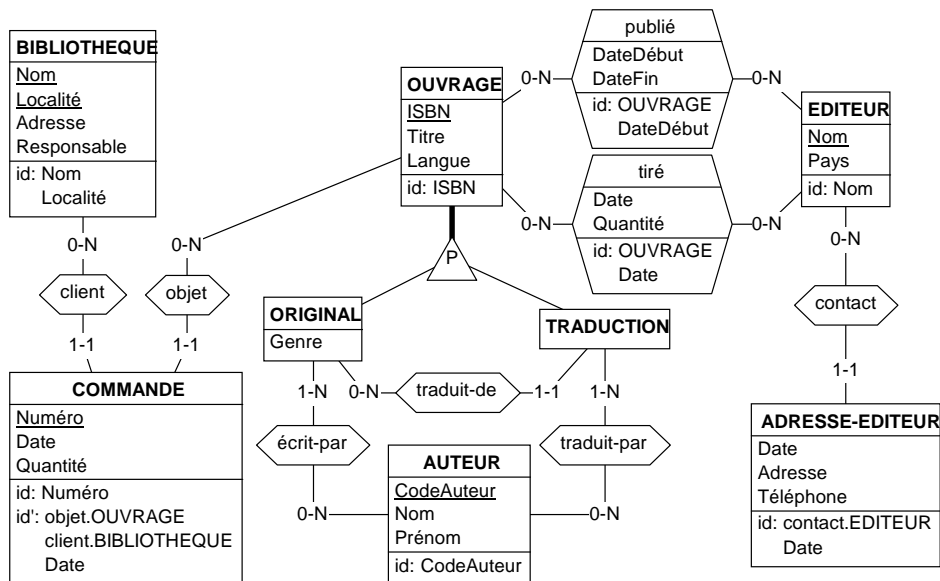 BIBLIOTHEQUE
Nom
Localité
Adresse
Responsable
id: Nom
Localité
0-N
client
1-1
0-N
objet
1-1
COMMANDE
Numéro
Date
Quantité
id: Numéro
id': objet.OUVRAGE
client.BIBLIOTHEQUE
Date
OUVRAGE
ISBN
Titre
Langue
id: ISBN
P
0-N
publié
DateDébut
DateFin
id: OUVRAGE
DateDébut
0-N
0-N
tiré
Date
Quantité
id: OUVRAGE
Date
0-N
EDITEUR
Nom
Pays
id: Nom
0-N
contact
1-1
ADRESSE-EDITEUR
Date
Adresse
Téléphone
id: contact.EDITEUR
Date
ORIGINAL
Genre
TRADUCTION
0-N
traduit-de
1-1
1-N
écrit-par
0-N
1-N
traduit-par
0-N
AUTEUR
CodeAuteur
Nom
Prénom
id: CodeAuteur